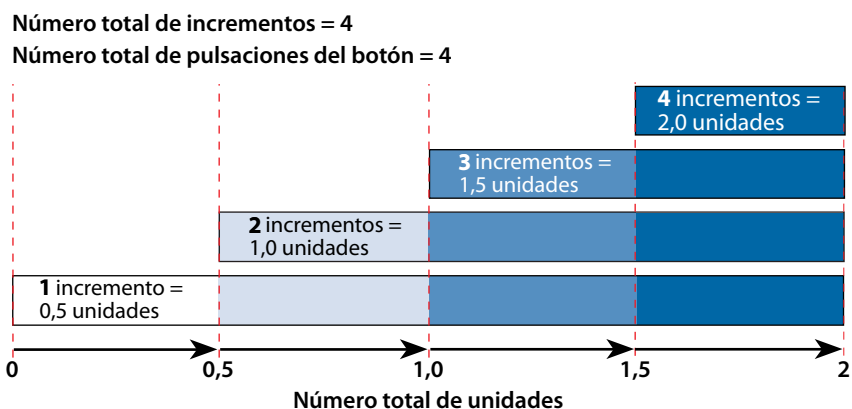 Número total de incrementos = 4
Número total de pulsaciones del botón = 4
4 incrementos =
2,0 unidades
3 incrementos =
1,5 unidades
2 incrementos =
1,0 unidades
1 incremento =
0,5 unidades
0 0,5 1,0 1,5 2
Número total de unidades